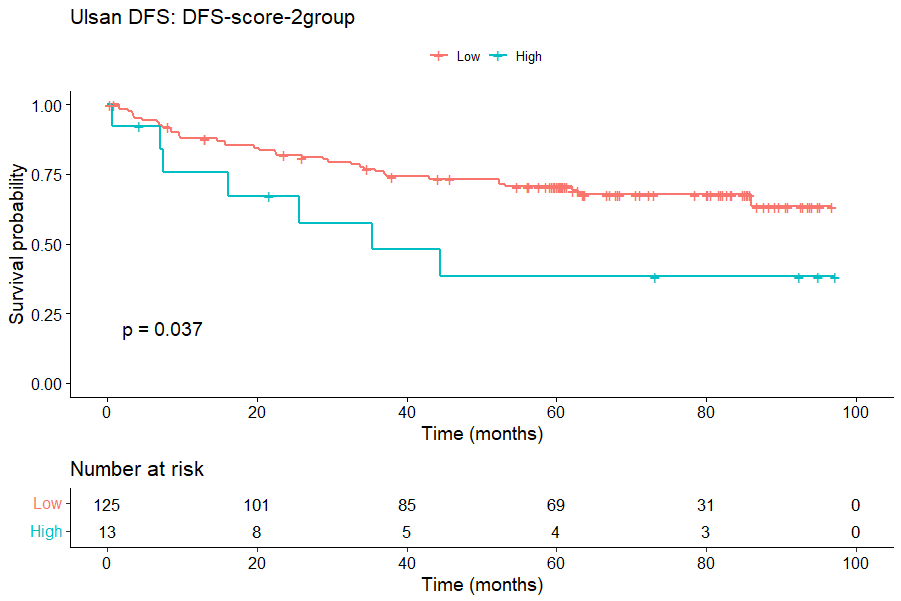 Ulsan DFS: DFS-score-2group
Low High
1.00
0.75
0.50
0.25
0.00
Survival probability
p = 0.037
0 20 40 60 80 100
Time (months)
Number at risk
Low 125 101 85 69 31 0
High 13 8 5 4 3 0
0 20 40 60 80 100
Time (months)